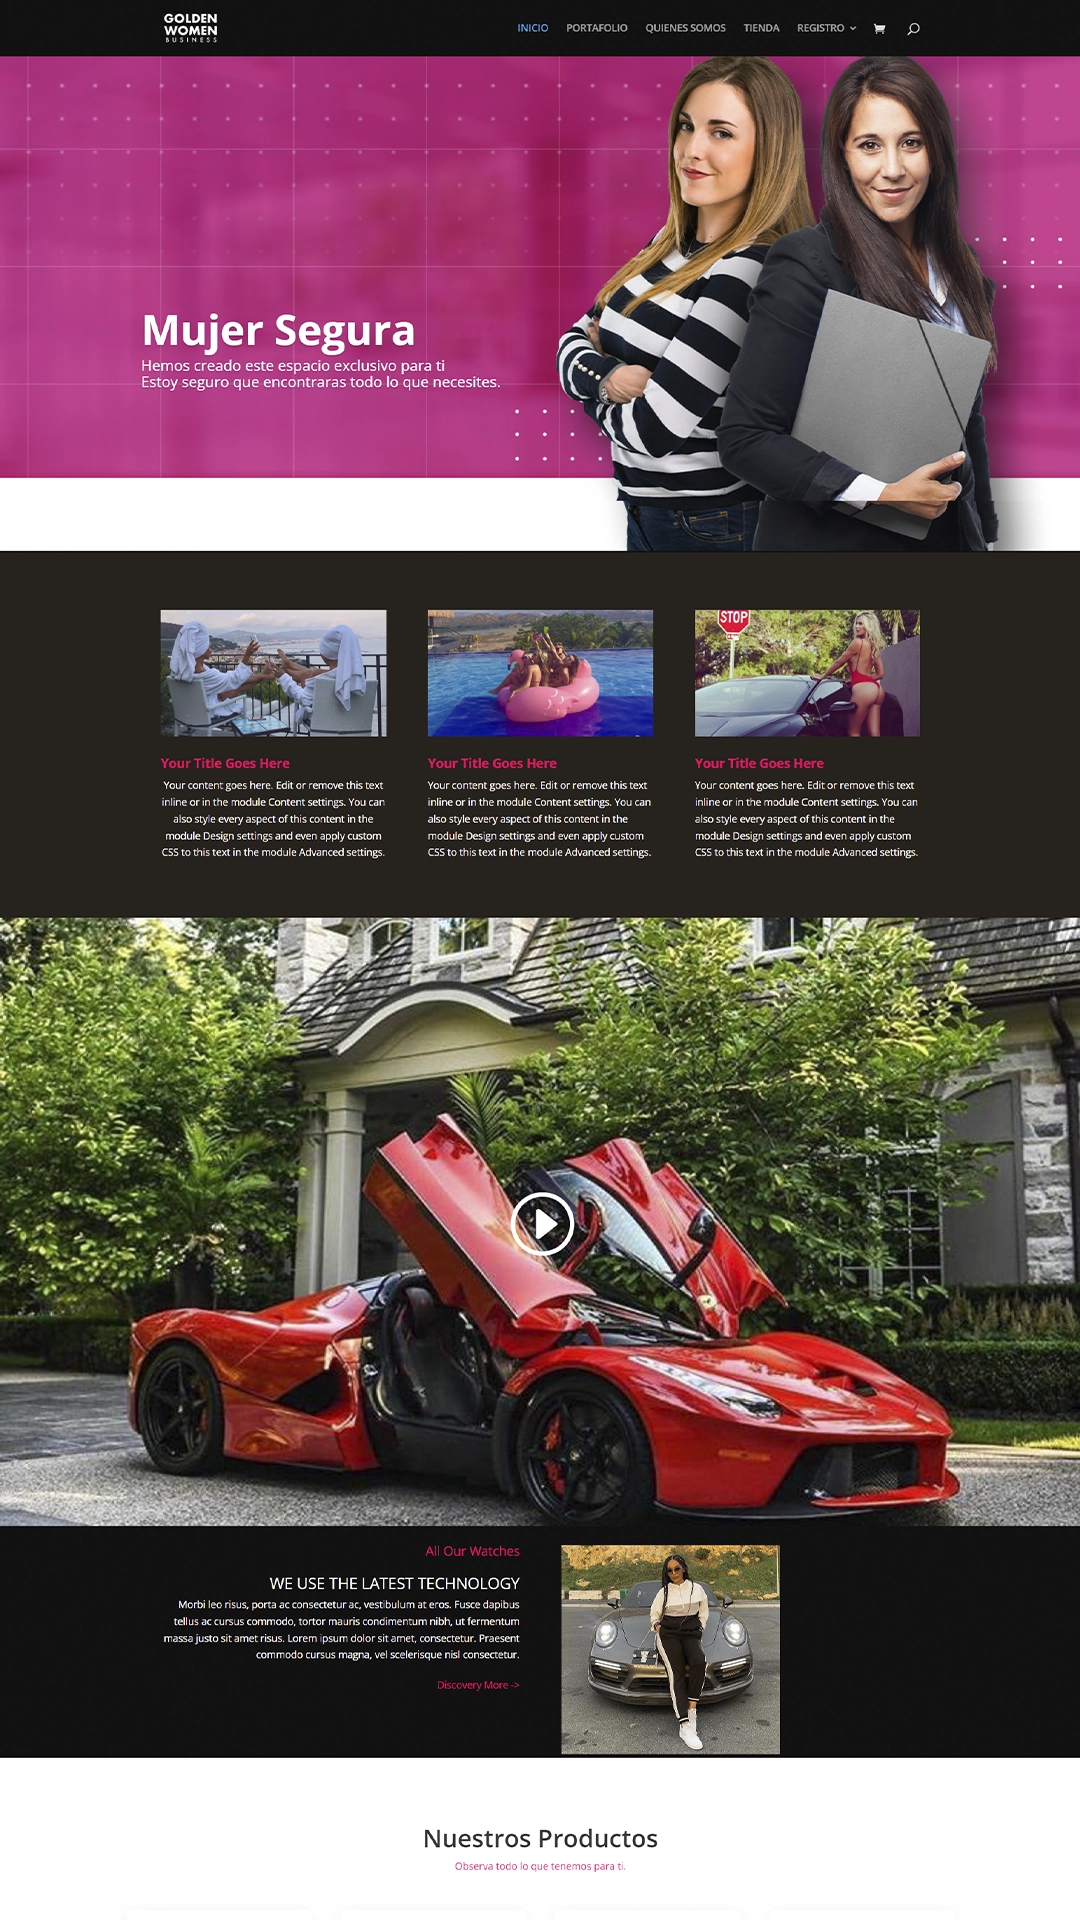 GOLDEN
WOMEN
BUSINESS
INICIO PORTAFOLIO QUIENES SOMOS TIENDA REGISTRO
Mujer Segura
Hemos creado este espacio exclusivo para ti
Estoy seguro que encontraras todo lo que necesites.
STOP
Your Title Goes Here
Your content goes here. Edit or remove this text
inline or in the module Content settings. You can
also style every aspect of this content in the
module Design settings and even apply custom
CSS to this text in the module Advanced settings.
Your Title Goes Here
Your content goes here. Edit or remove this text
inline or in the module Content settings. You can
also style every aspect of this content in the
module Design settings and even apply custom
CSS to this text in the module Advanced settings.
Your Title Goes Here
Your content goes here. Edit or remove this text
inline or in the module Content settings. You can
also style every aspect of this content in the
module Design settings and even apply custom
CSS to this text in the module Advanced settings.
All Our Watches
WE USE THE LATEST TECHNOLOGY
Morbi leo risus, porta ac consectetur ac, vestibulum at eros. Fusce dapibus
tellus ac cursus commodo, tortor mauris condimentum nibh, ut fermentum
massa justo sit amet risus. Lorem ipsum dolor sit amet, consectetur. Praesent
commodo cursus magna, vel scelerisque nisl consectetur.
Discovery More ->
Nuestros Productos
Observa todo lo que tenemos para ti.